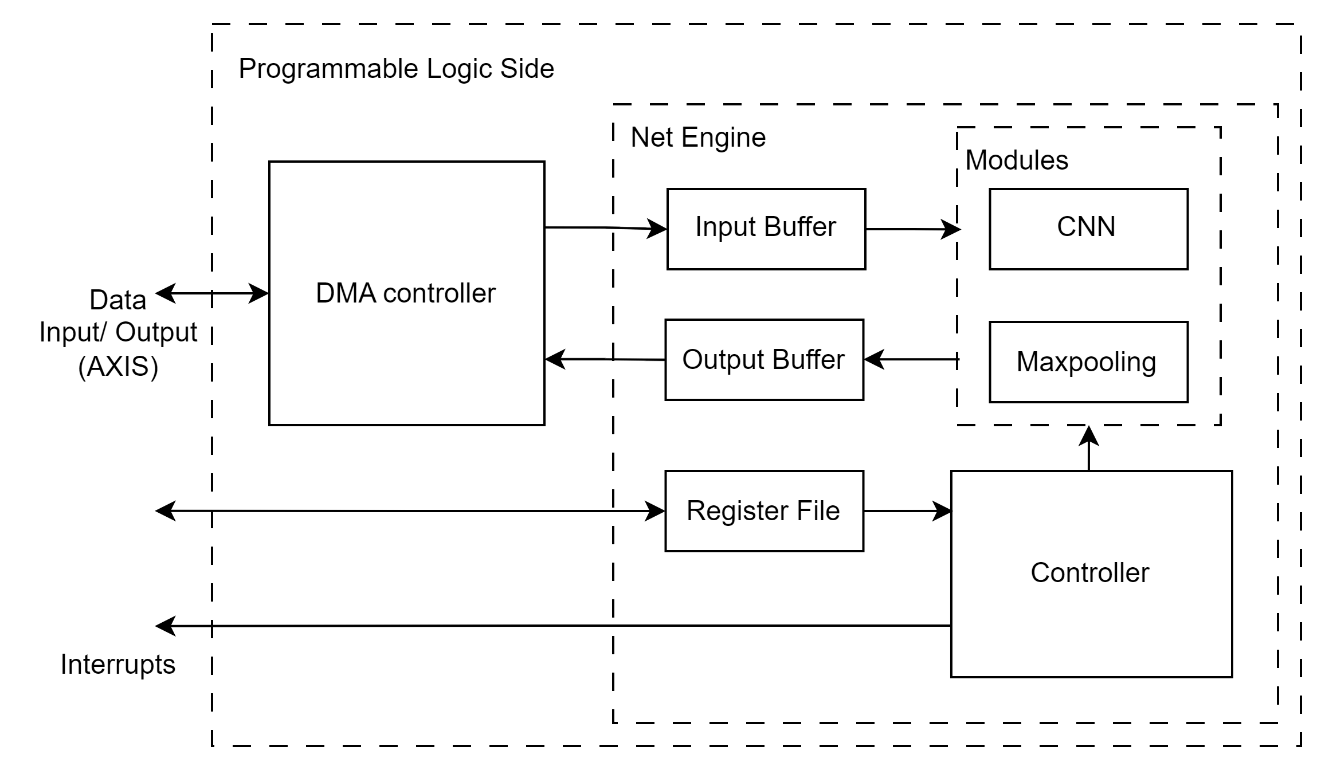 Programmable Logic Side
Net Engine
Modules
Input Buffer
CNN
DMA controller
Data
Input/ Output
(AXIS)
Output Buffer
Maxpooling
Register File
Controller
Interrupts